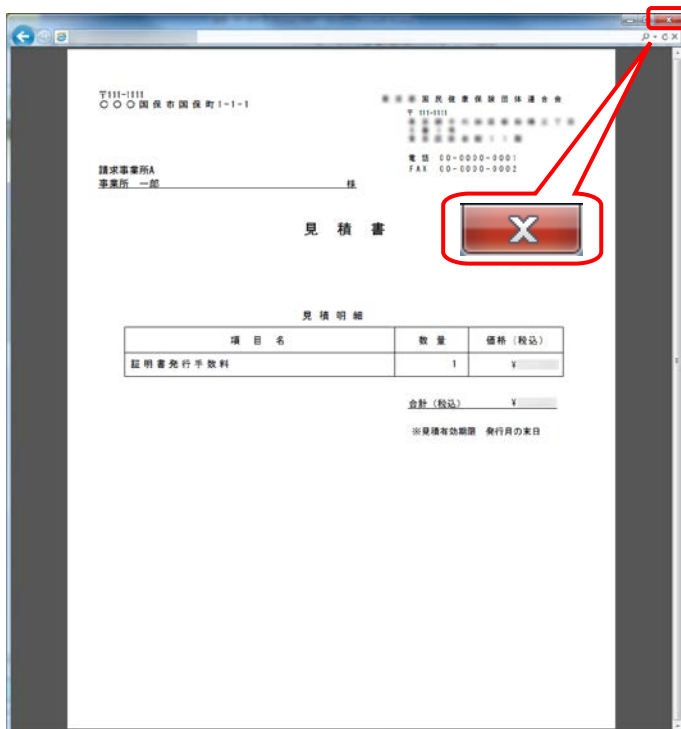 〒111-1111
〇〇〇国保市国保町1-1-1
国民健康保険団体連合会
〒 111-1111
電話 00-0000-0001
FAX 00-0000-0002
請求事業所A
事業所 一郎 様
見 積 書
見 積 明 細
項 目 名 数 量 価格（税込）
証明書発行手数料 1 ¥
合計（税込） ¥
※見積有効期限 発行月の末日